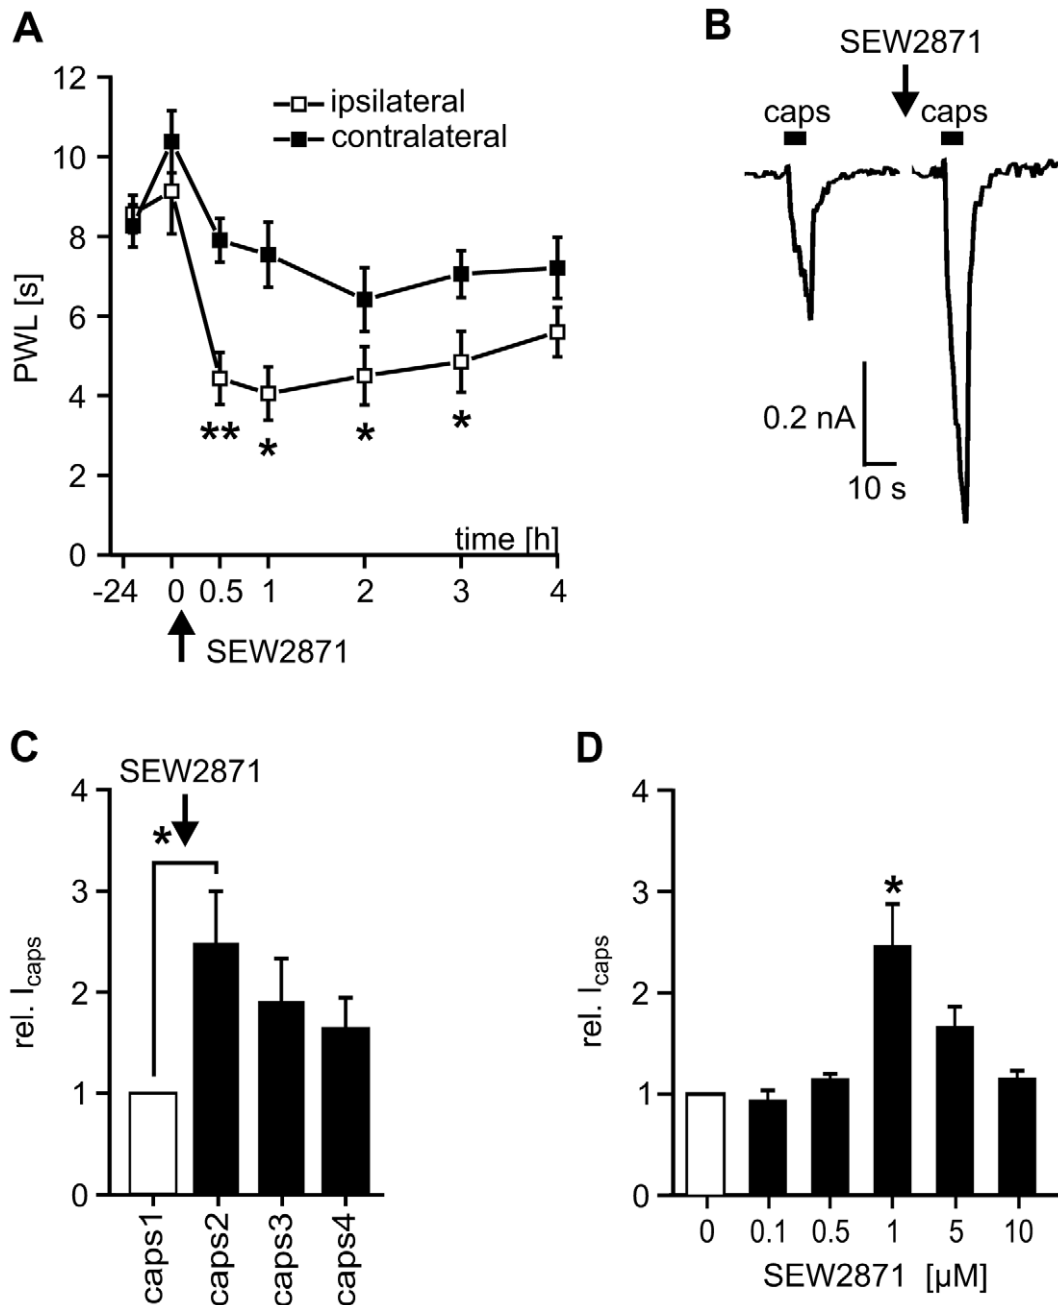 A
12
10
8
6
4
2
0
PWL [s]
ipsilateral
contralateral
**
*
*
*
time [h]
-24 0 0.5 1 2 3 4
SEW2871
B
SEW2871
caps caps
0.2 nA
10 s
C
SEW2871
*
4
3
2
1
0
rel. Icaps
caps1
caps2
caps3
caps4
D
4
3
2
1
0
rel. Icaps
*
0 0.1 0.5 1 5 10
SEW2871 [µM]